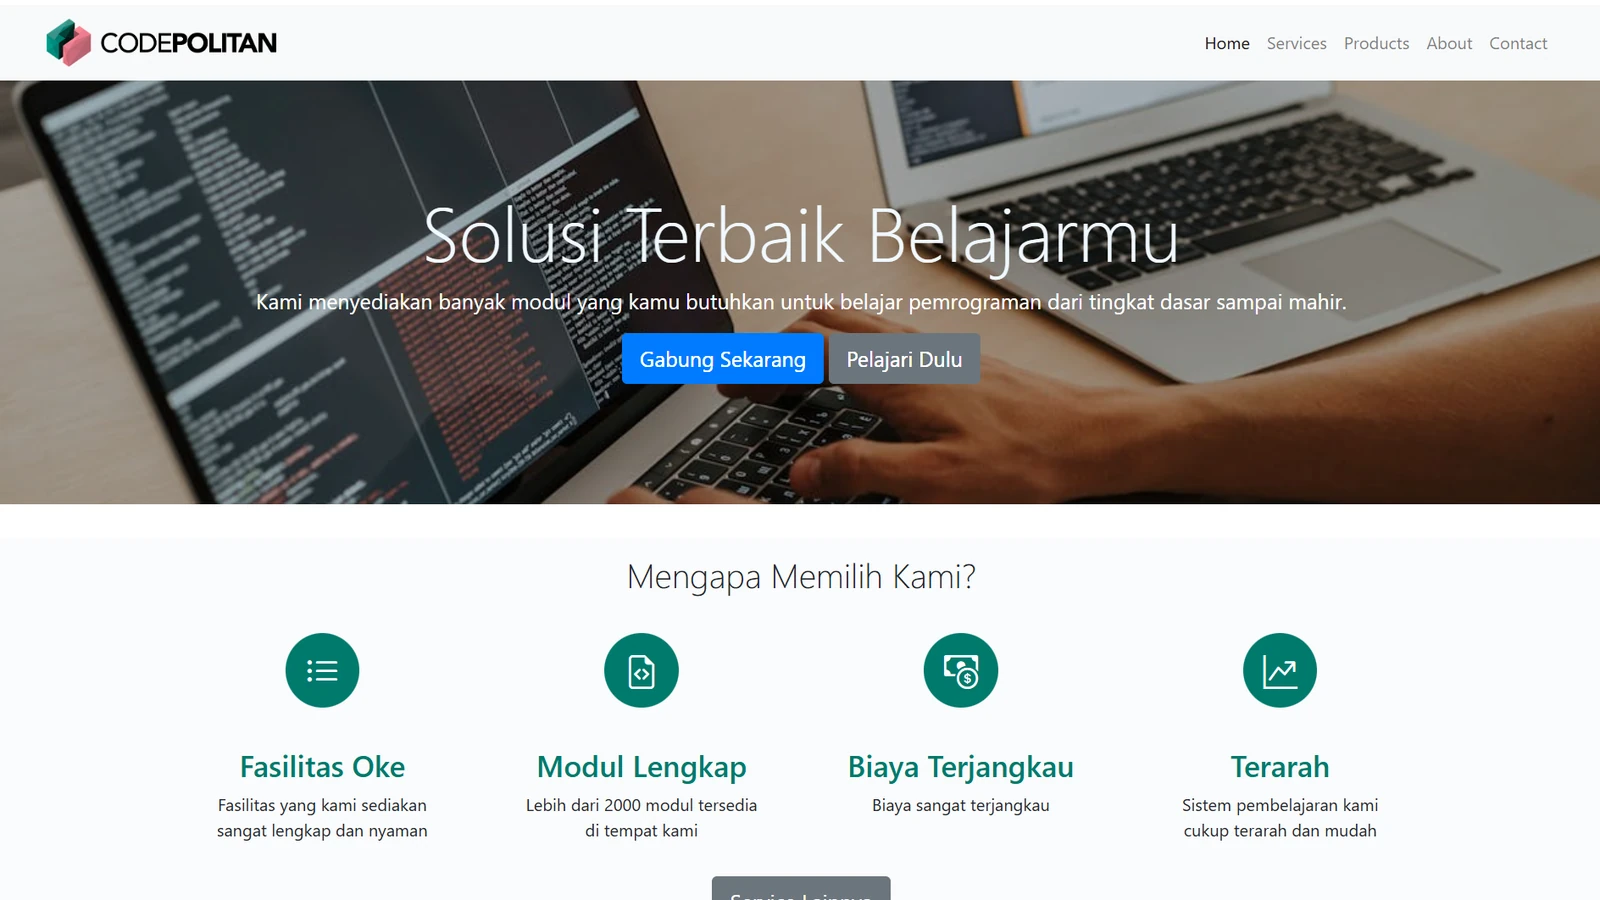 CODEPOLITAN
Home Services Products About Contact
Solusi Terbaik Belajarmu
Kami menyediakan banyak modul yang kamu butuhkan untuk belajar pemrograman dari tingkat dasar sampai mahir.
Gabung Sekarang Pelajari Dulu
Mengapa Memilih Kami?
Fasilitas Oke
Fasilitas yang kami sediakan
sangat lengkap dan nyaman
Modul Lengkap
Lebih dari 2000 modul tersedia
di tempat kami
Biaya Terjangkau
Biaya sangat terjangkau
Terarah
Sistem pembelajaran kami
cukup terarah dan mudah
Service Lainnya